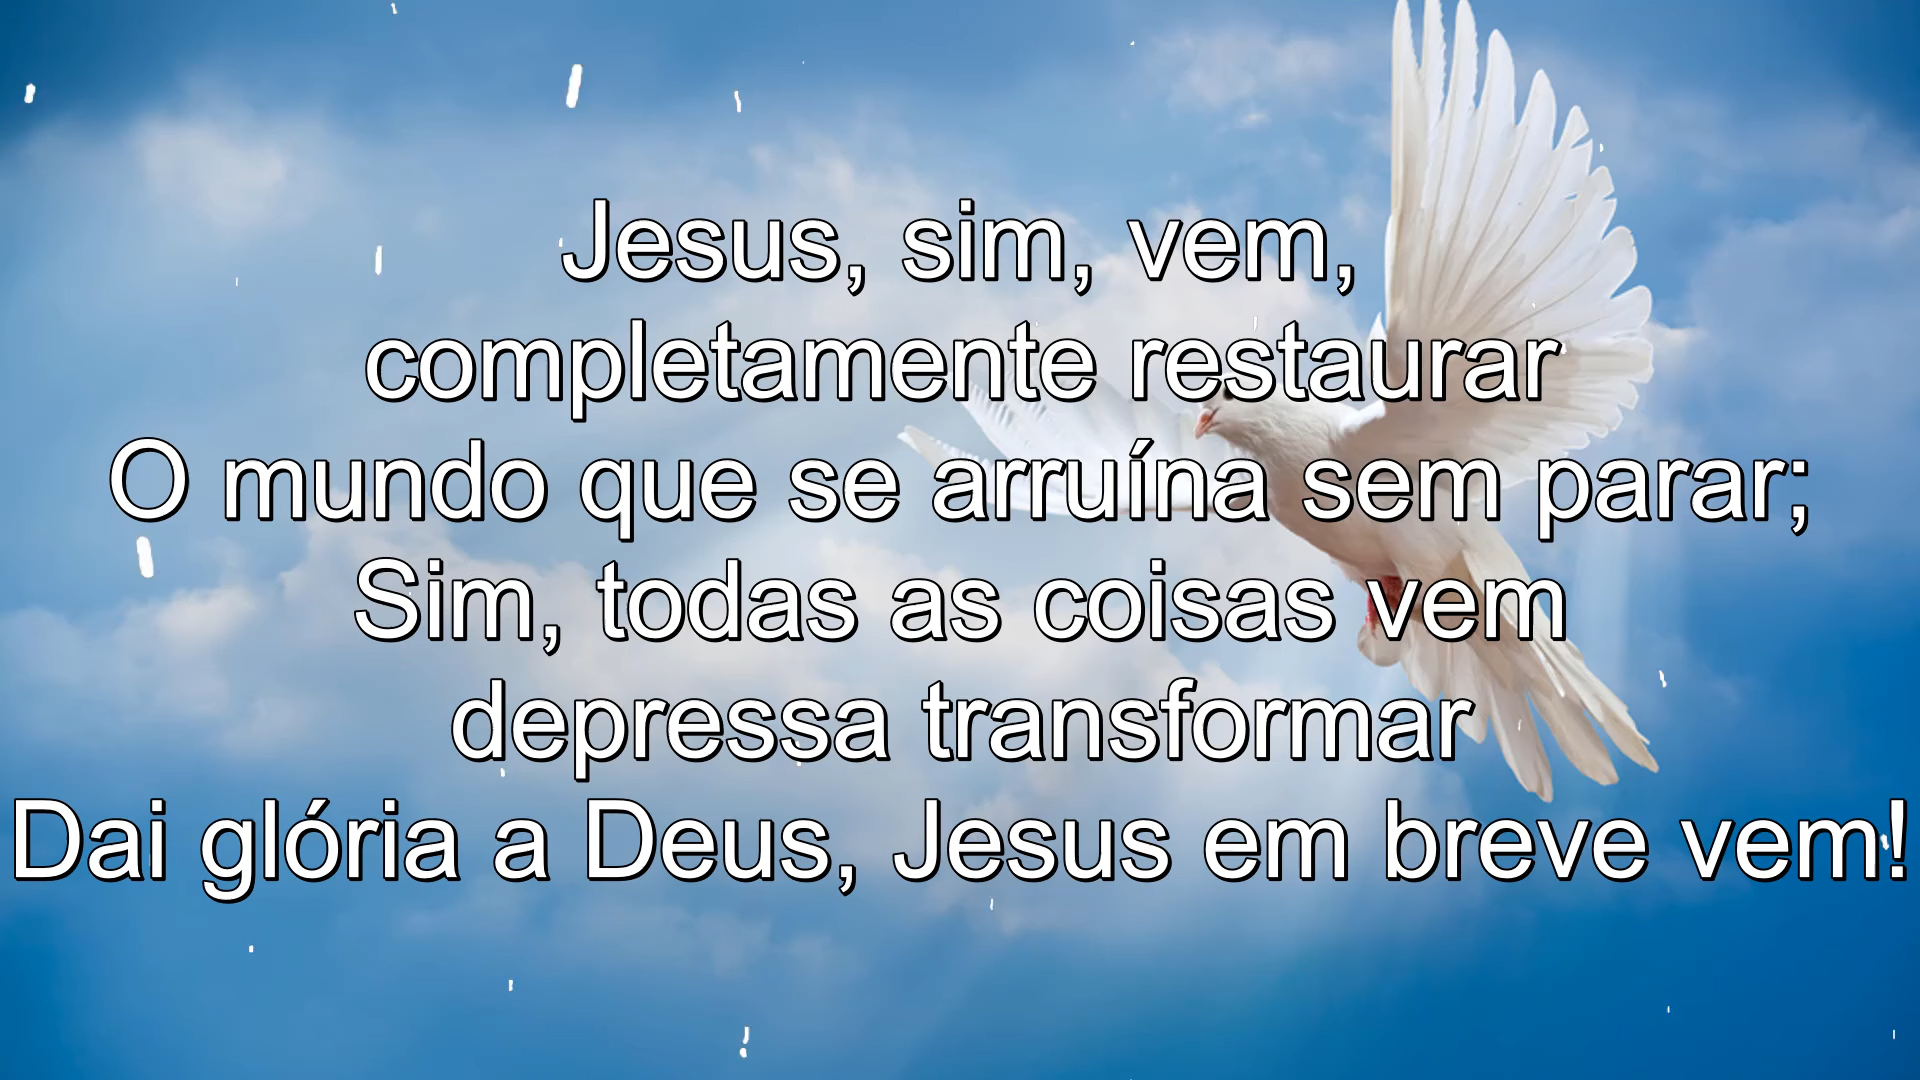 Jesus, sim, vem,
completamente restaurar
O mundo que se arruína sem parar;
Sim, todas as coisas vem
depressa transformar
Dai glória a Deus, Jesus em breve vem!